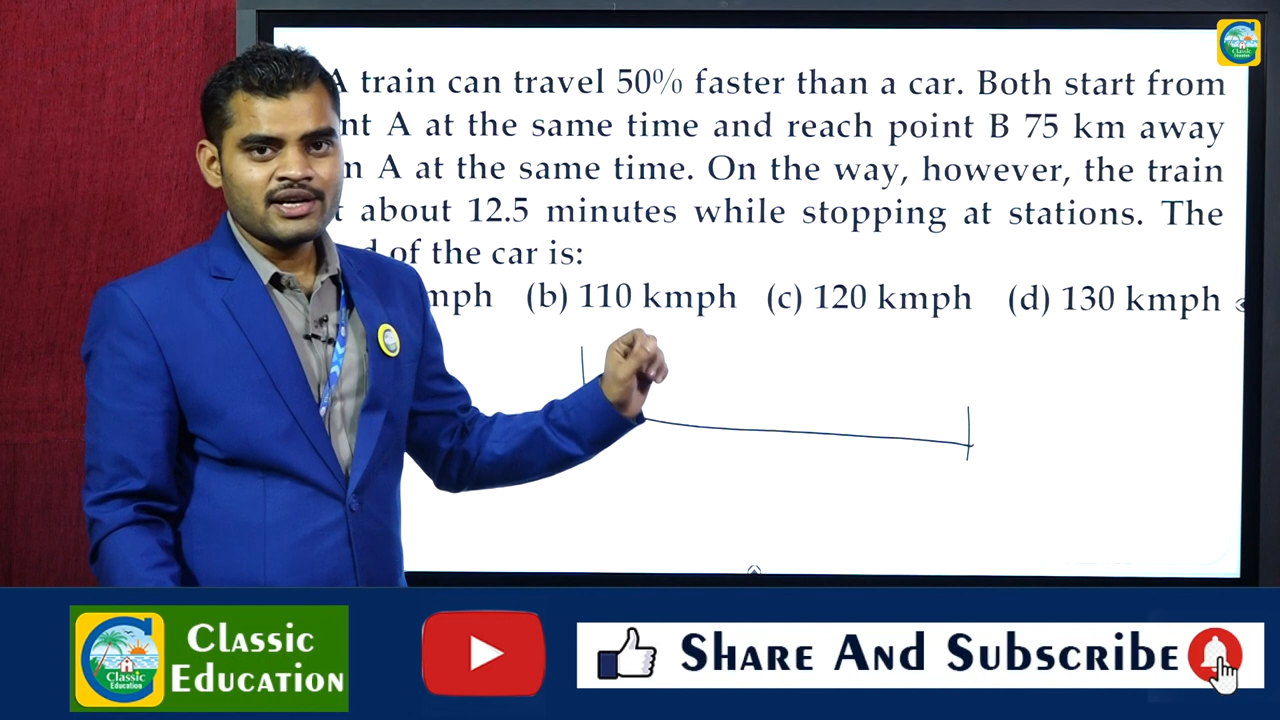 A train can travel 50% faster than a car. Both start from
nt A at the same time and reach point B 75 km away
A at the same time. On the way, however, the train
about 12.5 minutes while stopping at stations. The
of the car is:
mph (b) 110 kmph (c) 120 kmph (d) 130 kmph
Classic
Education
Classic
Education
Share And Subscribe